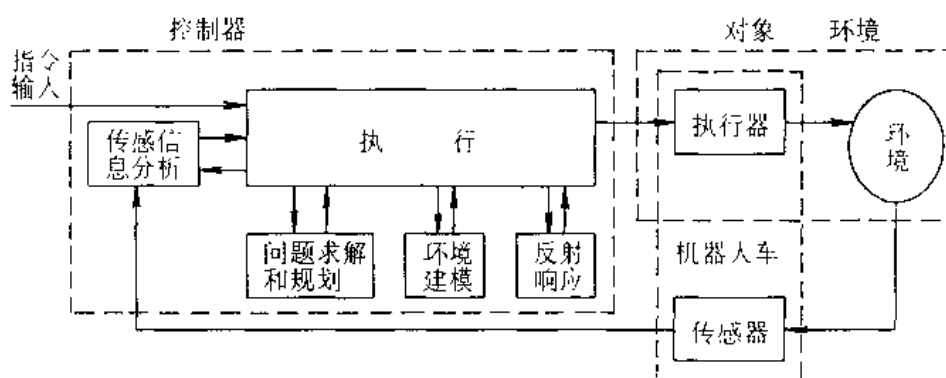 控制器
对象 环境
指令
输入
执 行
执行器
环
境
传感信
息分析
问题求解
和规划
环境
建模
反射
响应
机器人车
传感器